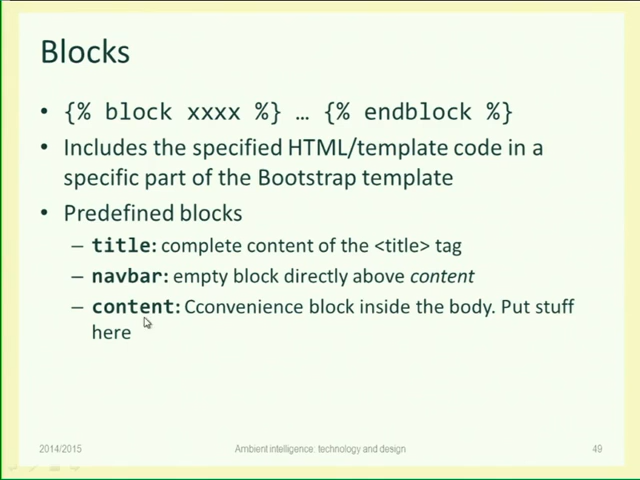 Blocks
• {% block xxxx %} … {% endblock %}
• Includes the specified HTML/template code in a
specific part of the Bootstrap template
• Predefined blocks
– title: complete content of the <title> tag
– navbar: empty block directly above content
– content: Cconvenience block inside the body. Put stuff
here
2014/2015 Ambient intelligence: technology and design 49